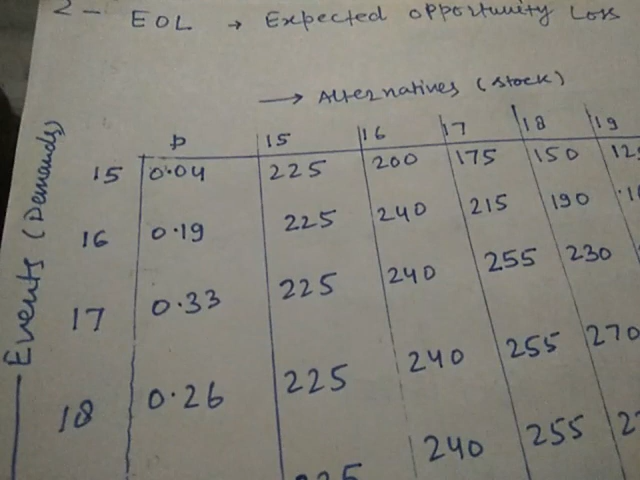 2 - EOL → Expected opportunity Loss
→ Alternatives (stock)
Events (Demands)
p 15 16 17 18 19
15 0.04 225 200 175 150
16 0.19 225 240 215 190
17 0.33 225 240 255 230
18 0.26 225 240 255 270
240 255